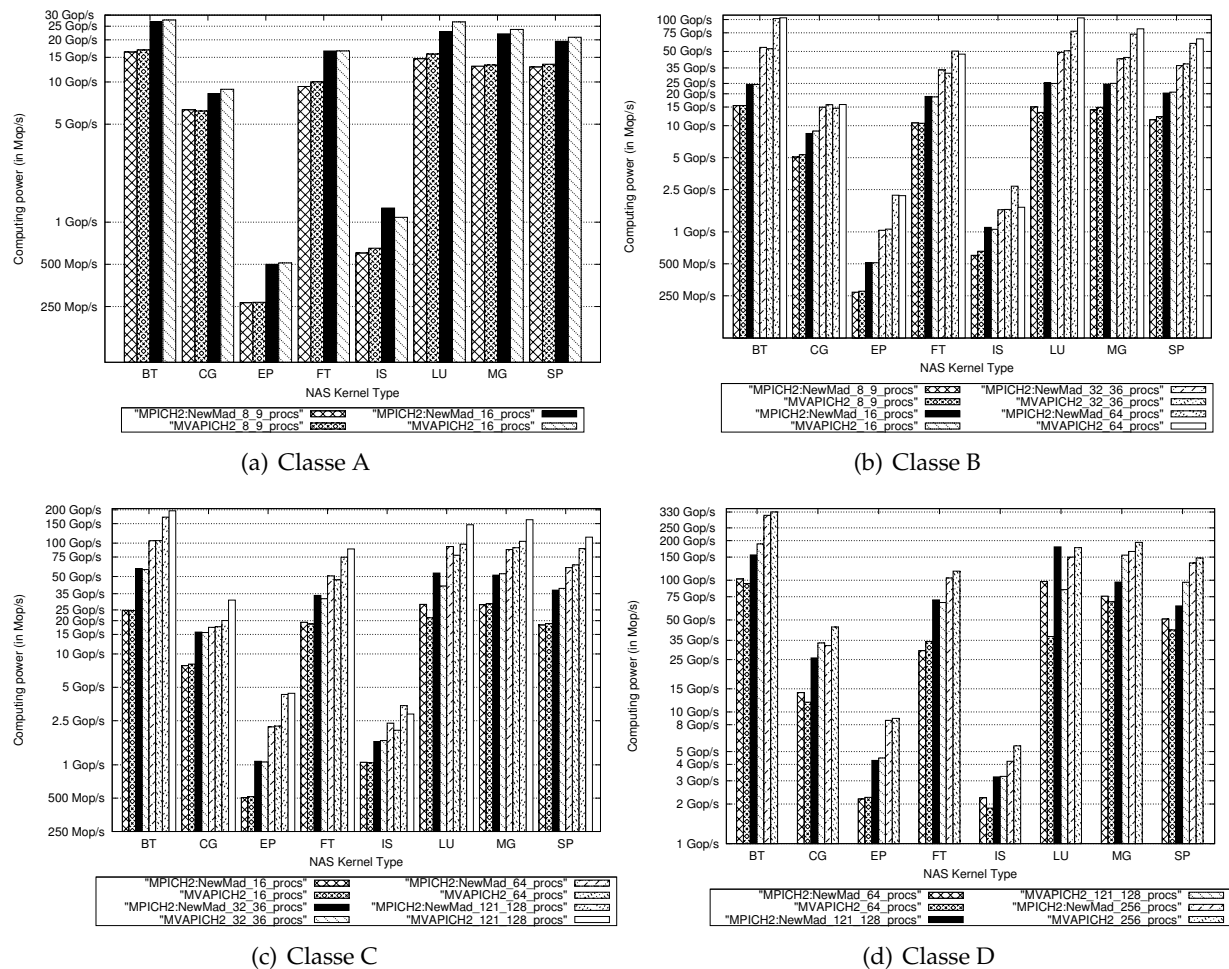 30 Gop/s
25 Gop/s
20 Gop/s
15 Gop/s
10 Gop/s
5 Gop/s
1 Gop/s
500 Mop/s
250 Mop/s
Computing power (in Mop/s)
BT CG EP FT IS LU MG SP
NAS Kernel Type
"MPICH2:NewMad_8_9_procs" "MPICH2:NewMad_16_procs"
"MVAPICH2_8_9_procs" "MVAPICH2_16_procs"
(a) Classe A
100 Gop/s
75 Gop/s
50 Gop/s
35 Gop/s
25 Gop/s
20 Gop/s
15 Gop/s
10 Gop/s
5 Gop/s
2.5 Gop/s
1 Gop/s
500 Mop/s
250 Mop/s
Computing power (in Mop/s)
BT CG EP FT IS LU MG SP
NAS Kernel Type
"MPICH2:NewMad_8_9_procs" "MPICH2:NewMad_32_36_procs"
"MVAPICH2_8_9_procs" "MVAPICH2_32_36_procs"
"MPICH2:NewMad_16_procs" "MPICH2:NewMad_64_procs"
"MVAPICH2_16_procs" "MVAPICH2_64_procs"
(b) Classe B
200 Gop/s
150 Gop/s
100 Gop/s
75 Gop/s
50 Gop/s
35 Gop/s
25 Gop/s
20 Gop/s
15 Gop/s
10 Gop/s
5 Gop/s
2.5 Gop/s
1 Gop/s
500 Mop/s
250 Mop/s
Computing power (in Mop/s)
BT CG EP FT IS LU MG SP
NAS Kernel Type
"MPICH2:NewMad_16_procs" "MPICH2:NewMad_64_procs"
"MVAPICH2_16_procs" "MVAPICH2_64_procs"
"MPICH2:NewMad_32_36_procs" "MPICH2:NewMad_121_128_procs"
"MVAPICH2_32_36_procs" "MVAPICH2_121_128_procs"
(c) Classe C
330 Gop/s
250 Gop/s
200 Gop/s
150 Gop/s
100 Gop/s
75 Gop/s
50 Gop/s
35 Gop/s
25 Gop/s
15 Gop/s
10 Gop/s
8 Gop/s
5 Gop/s
4 Gop/s
3 Gop/s
2 Gop/s
1 Gop/s
Computing power (in Mop/s)
BT CG EP FT IS LU MG SP
NAS Kernel Type
"MPICH2:NewMad_64_procs" "MVAPICH2_121_128_procs"
"MVAPICH2_64_procs" "MPICH2:NewMad_256_procs"
"MPICH2:NewMad_121_128_procs" "MVAPICH2_256_procs"
(d) Classe D